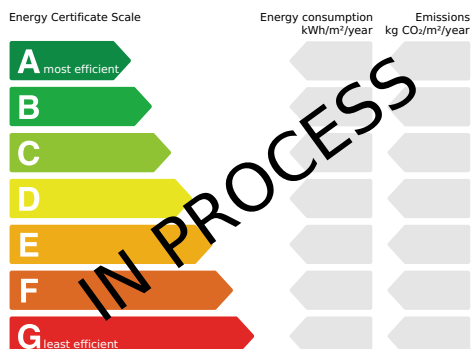 Energy Certificate Scale
Energy consumption
kWh/m²/year
Emissions
kg CO₂/m²/year
A most efficient
B
C
D
E
F
G least efficient
IN PROCESS